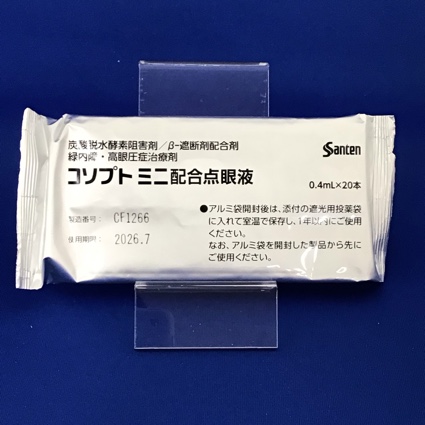 炭酸脱水酵素阻害剤/β-遮断剤配合剤
緑内障・高眼圧症治療剤
コソプト ミニ配合点眼液
Santen
0.4mL×20本
製造番号: CF1266
使用期限: 2026.7
●アルミ袋開封後は、添付の遮光用投薬袋
に入れて室温で保存し、1年以内にご使用
ください。
なお、アルミ袋を開封した製品から先に
ご使用ください。